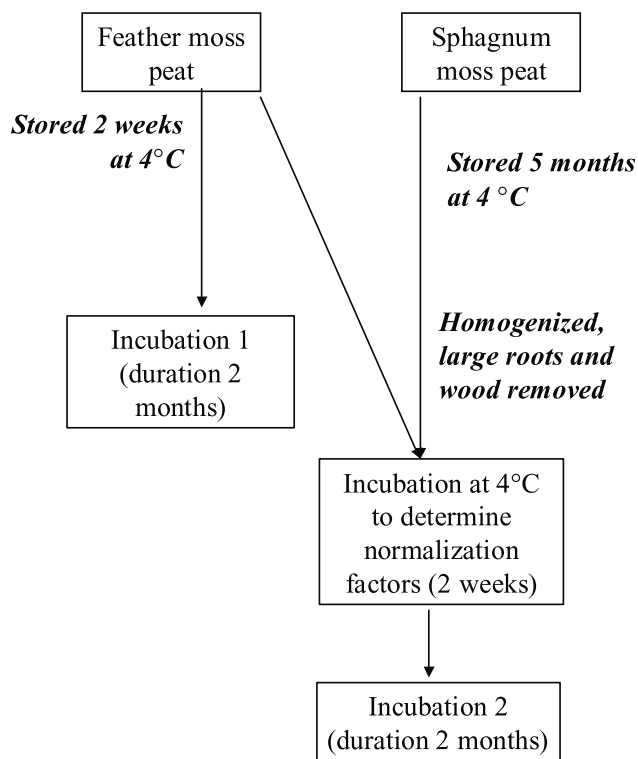 Feather moss
peat
Sphagnum
moss peat
Stored 2 weeks
at 4°C
Stored 5 months
at 4 °C
Incubation 1
(duration 2
months)
Homogenized,
large roots and
wood removed
Incubation at 4°C
to determine
normalization
factors (2 weeks)
Incubation 2
(duration 2 months)